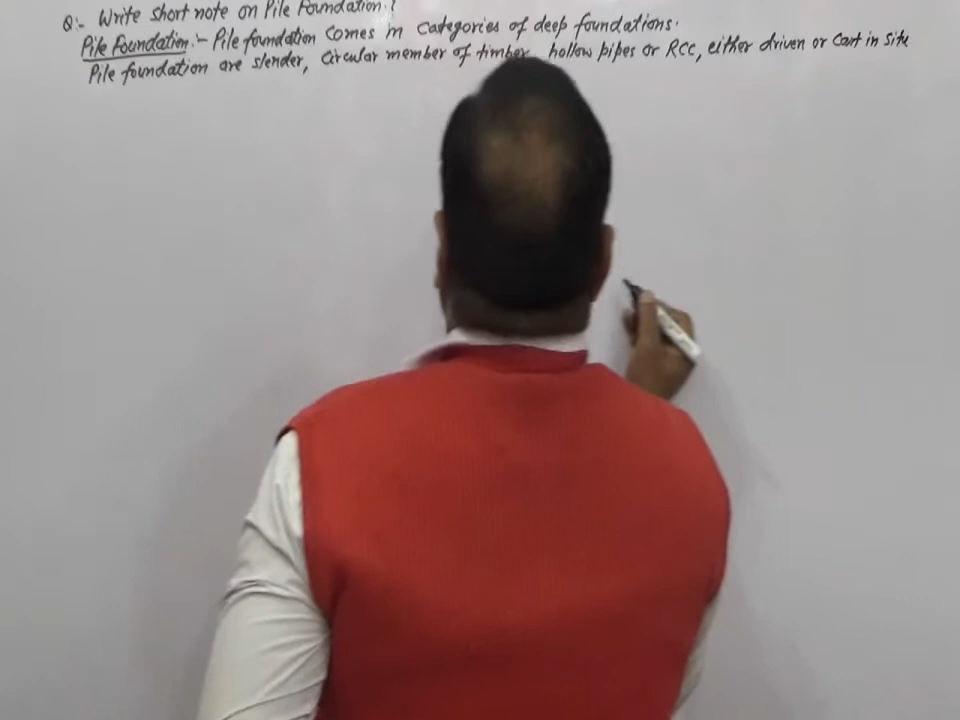 Q:- Write short note on Pile Foundation.?
Pile Foundation:- Pile foundation comes in categories of deep foundations.
Pile foundation are slender, Circular member of timber, hollow pipes or RCC, either driven or Cast in Site